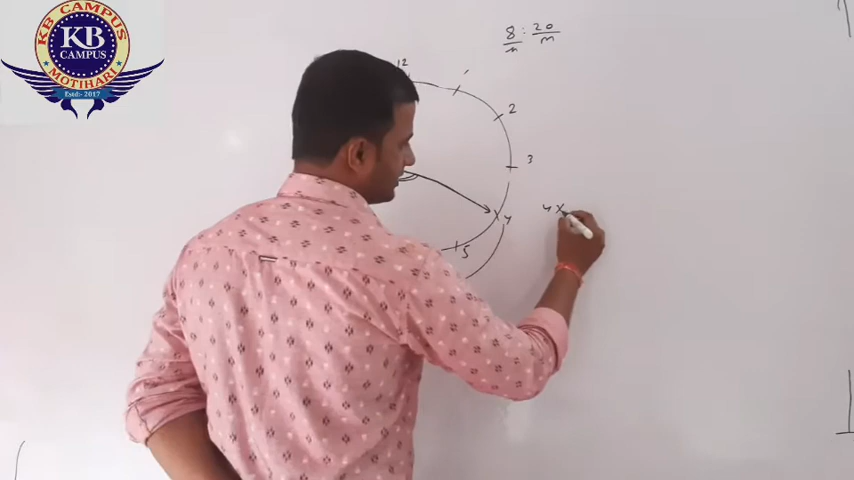 KB CAMPUS
KB
CAMPUS
MOTIHARI
Estd:- 2017
8 : 20
h m
12
1
2
3
4
5
4 x